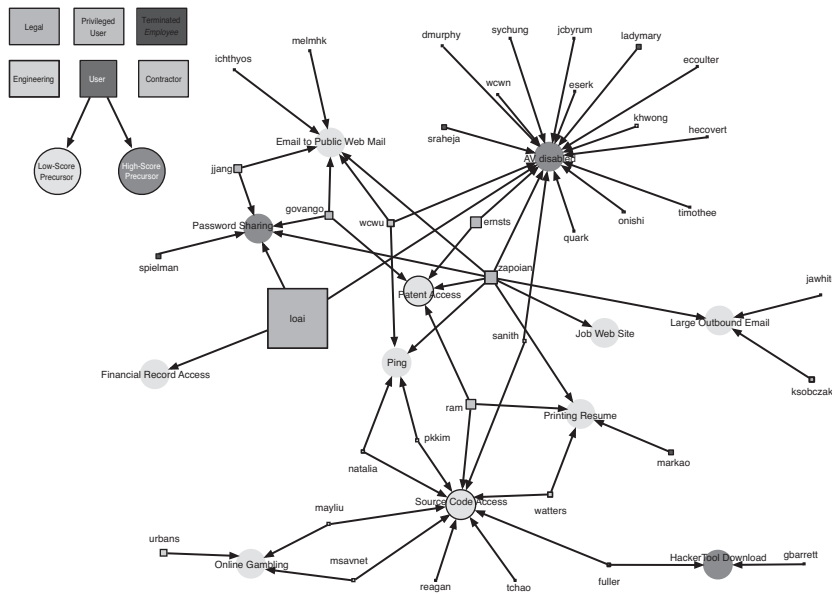 Legal
Privileged
User
Terminated
Employee
Engineering
User
Contractor
Low-Score
Precursor
High-Score
Precursor
ichthyos
melmhk
dmurphy
sychung
jcbyrum
ladymary
ecoulter
wcwn
eserk
khwong
hecovert
sraheja
Email to Public Web Mail
AV disabled
jjang
govango
wcwu
ernsts
onishi
timothee
quark
Password Sharing
spielman
zapoian
Patent Access
jawhit
loai
sanith
Job Web Site
Large Outbound Email
Financial Record Access
Ping
ksobczak
ram
Printing Resume
pkkim
natalia
markao
Source Code Access
mayliu
watters
urbans
Online Gambling
msavnet
HackerTool Download
gbarrett
reagan
tchao
fuller